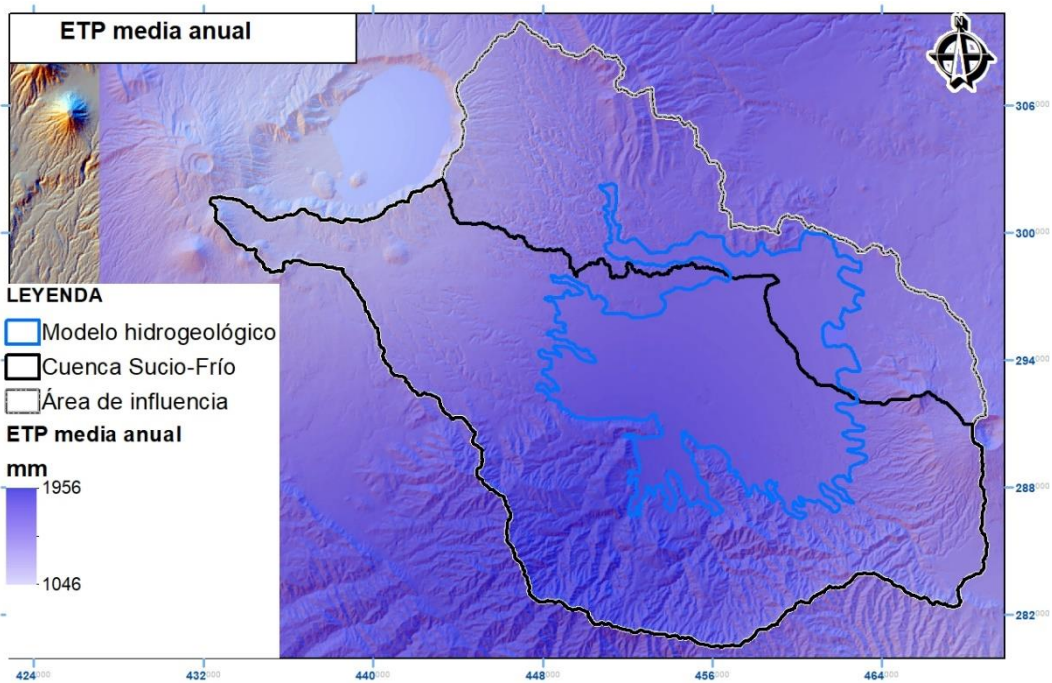 ETP media anual
N
306000
300000
294000
288000
282000
LEYENDA
Modelo hidrogeológico
Cuenca Sucio-Frío
Área de influencia
ETP media anual
mm
1956
1046
424000
432000
440000
448000
456000
464000